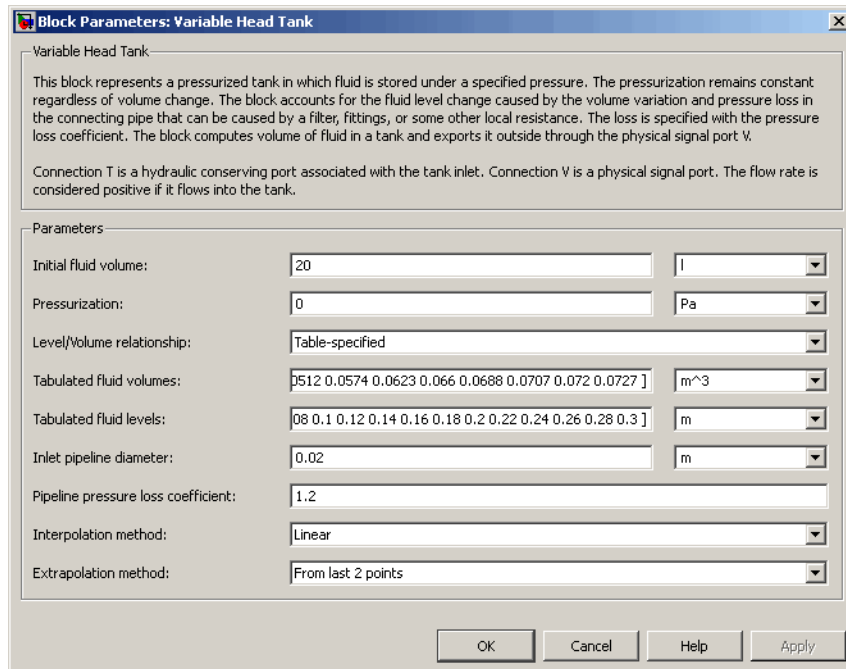 Block Parameters: Variable Head Tank
Variable Head Tank
This block represents a pressurized tank in which fluid is stored under a specified pressure. The pressurization remains constant
regardless of volume change. The block accounts for the fluid level change caused by the volume variation and pressure loss in
the connecting pipe that can be caused by a filter, fittings, or some other local resistance. The loss is specified with the pressure
loss coefficient. The block computes volume of fluid in a tank and exports it outside through the physical signal port V.
Connection T is a hydraulic conserving port associated with the tank inlet. Connection V is a physical signal port. The flow rate is
considered positive if it flows into the tank.
Parameters
Initial fluid volume: 20 l
Pressurization: 0 Pa
Level/Volume relationship: Table-specified
Tabulated fluid volumes: 0512 0.0574 0.0623 0.066 0.0688 0.0707 0.072 0.0727 ] m^3
Tabulated fluid levels: 08 0.1 0.12 0.14 0.16 0.18 0.2 0.22 0.24 0.26 0.28 0.3 ] m
Inlet pipeline diameter: 0.02 m
Pipeline pressure loss coefficient: 1.2
Interpolation method: Linear
Extrapolation method: From last 2 points
OK Cancel Help Apply